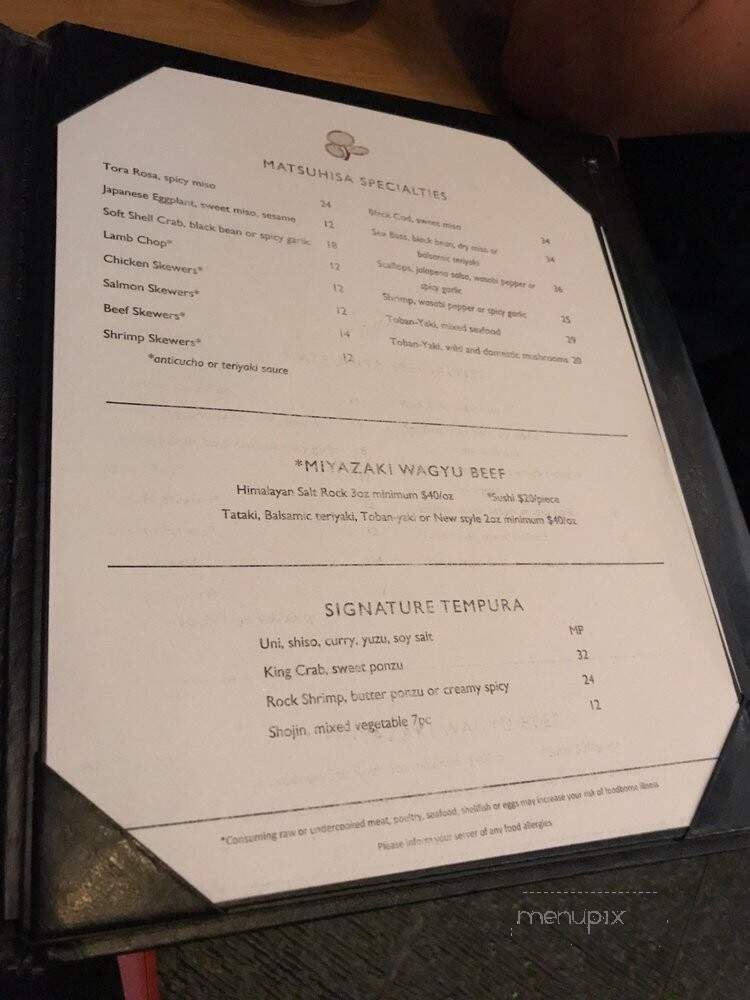 MATSUHISA SPECIALTIES
Tora Rosa, spicy miso 24
Japanese Eggplant, sweet miso, sesame 12
Soft Shell Crab, black bean or spicy garlic 18
Lamb Chop* 12
Chicken Skewers* 12
Salmon Skewers* 12
Beef Skewers* 14
Shrimp Skewers* 12
*anticucho or teriyaki sauce
Black Cod, sweet miso 34
Sea Bass, black bean, dry miso or
balsamic teriyaki 34
Scallops, jalapeno salsa, wasabi pepper or
spicy garlic 36
Shrimp, wasabi pepper or spicy garlic 25
Toban-Yaki, mixed seafood 29
Toban-Yaki, wild and domestic mushrooms 20
*MIYAZAKI WAGYU BEEF
Himalayan Salt Rock 3oz minimum $40/oz *Sushi $20/piece
Tataki, Balsamic teriyaki, Toban-yaki or New style 2oz minimum $40/oz
SIGNATURE TEMPURA
Uni, shiso, curry, yuzu, soy salt MP
King Crab, sweet ponzu 32
Rock Shrimp, butter ponzu or creamy spicy 24
Shojin, mixed vegetable 7pc 12
*Consuming raw or undercooked meat, poultry, seafood, shellfish or eggs may increase your risk of foodborne illness
Please inform your server of any food allergies
menupix